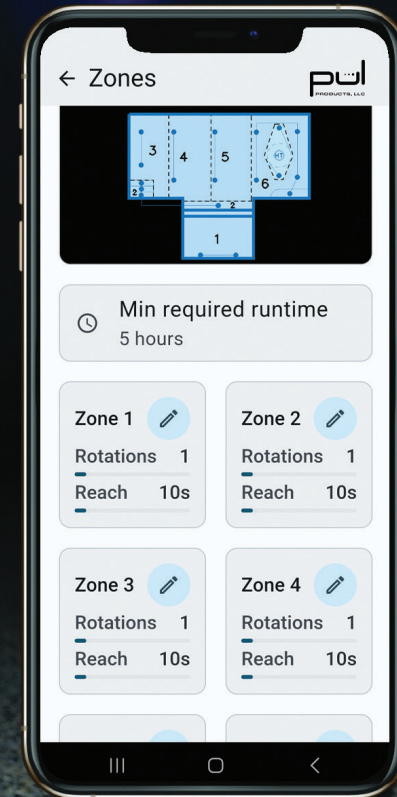 ← Zones
pul
PRODUCTS, LLC
3
4
5
HT
6
2
2
1
Min required runtime
5 hours
Zone 1
Zone 2
Rotations 1
Rotations 1
Reach 10s
Reach 10s
Zone 3
Zone 4
Rotations 1
Rotations 1
Reach 10s
Reach 10s